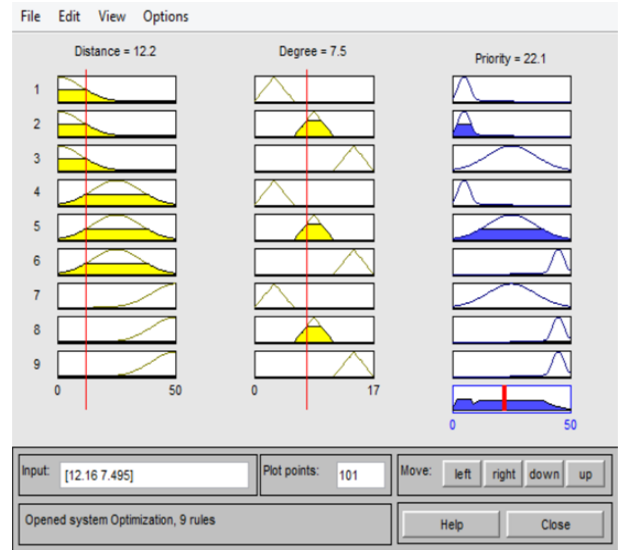 File Edit View Options
Distance = 12.2 Degree = 7.5 Priority = 22.1
1
2
3
4
5
6
7
8
9
0 50 0 17
0 50
Input: [12.16 7.495] Plot points: 101 Move: left right down up
Opened system Optimization, 9 rules Help Close